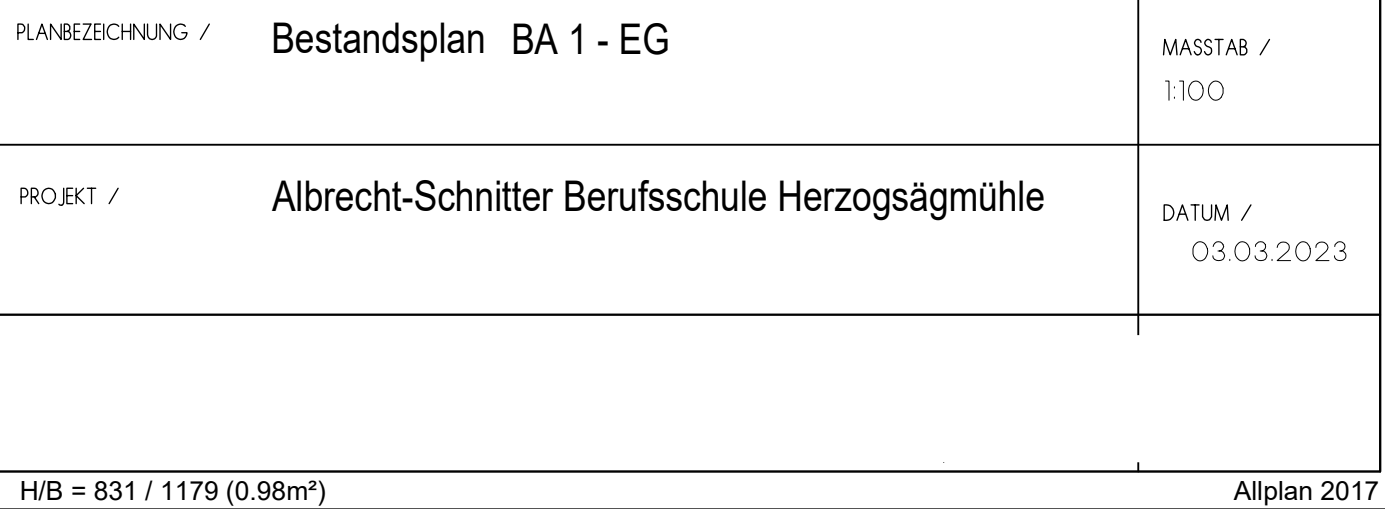 PLANBEZEICHNUNG / Bestandsplan BA 1 - EG
MASSTAB /
1:100
PROJEKT / Albrecht-Schnitter Berufsschule Herzogsägmühle
DATUM /
03.03.2023
H/B = 831 / 1179 (0.98m²) Allplan 2017